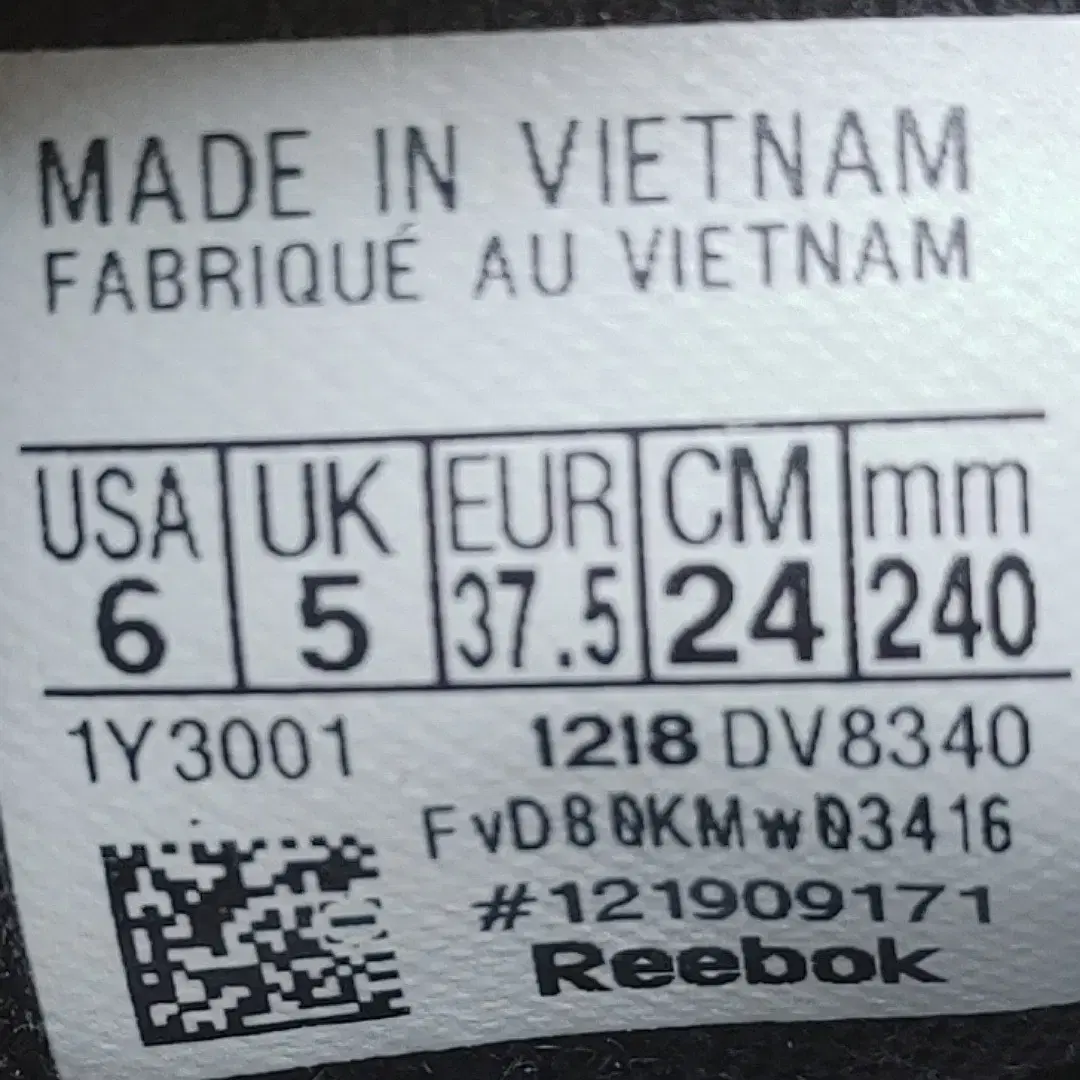 MADE IN VIETNAM
FABRIQUÉ AU VIETNAM
USA UK EUR CM mm
6 5 37.5 24 240
1Y3001 1218 DV8340
FvD80KMw03416
#121909171
Reebok